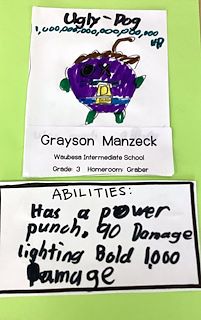 Ugly-Dog
1,000,000,000,000,000,000
HP
Grayson Manzeck
Waubesa Intermediate School
Grade: 3 Homeroom: Graber
ABILITIES:
Has a power
punch. 90 Damage
lighting Bold 1,000
Damage